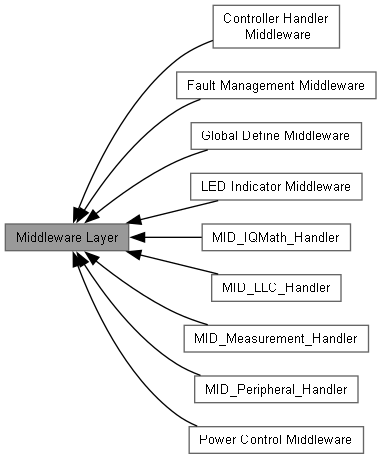 Controller Handler
Middleware
Fault Management Middleware
Global Define Middleware
LED Indicator Middleware
Middleware Layer
MID_IQMath_Handler
MID_LLC_Handler
MID_Measurement_Handler
MID_Peripheral_Handler
Power Control Middleware